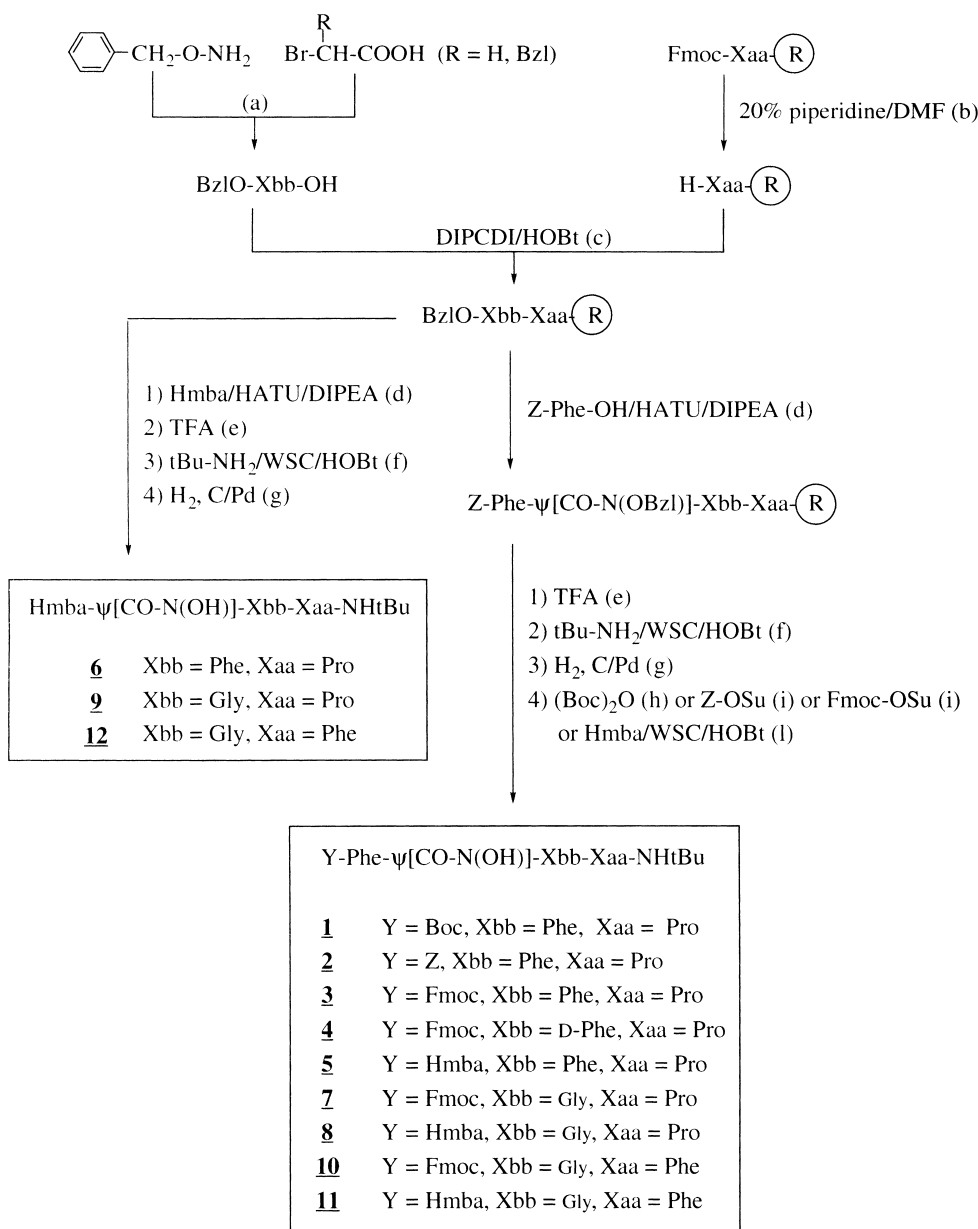 R
CH₂-O-NH₂ Br-CH-COOH (R = H, Bzl) Fmoc-Xaa-R
(a)
20% piperidine/DMF (b)
BzlO-Xbb-OH H-Xaa-R
DIPCDI/HOBt (c)
BzlO-Xbb-Xaa-R
1) Hmba/HATU/DIPEA (d)
2) TFA (e)
3) tBu-NH₂/WSC/HOBt (f)
4) H₂, C/Pd (g)
Z-Phe-OH/HATU/DIPEA (d)
Z-Phe-ψ[CO-N(OBzl)]-Xbb-Xaa-R
Hmba-ψ[CO-N(OH)]-Xbb-Xaa-NHtBu
6 Xbb = Phe, Xaa = Pro
9 Xbb = Gly, Xaa = Pro
12 Xbb = Gly, Xaa = Phe
1) TFA (e)
2) tBu-NH₂/WSC/HOBt (f)
3) H₂, C/Pd (g)
4) (Boc)₂O (h) or Z-OSu (i) or Fmoc-OSu (i)
or Hmba/WSC/HOBt (l)
Y-Phe-ψ[CO-N(OH)]-Xbb-Xaa-NHtBu
1 Y = Boc, Xbb = Phe, Xaa = Pro
2 Y = Z, Xbb = Phe, Xaa = Pro
3 Y = Fmoc, Xbb = Phe, Xaa = Pro
4 Y = Fmoc, Xbb = D-Phe, Xaa = Pro
5 Y = Hmba, Xbb = Phe, Xaa = Pro
7 Y = Fmoc, Xbb = Gly, Xaa = Pro
8 Y = Hmba, Xbb = Gly, Xaa = Pro
10 Y = Fmoc, Xbb = Gly, Xaa = Phe
11 Y = Hmba, Xbb = Gly, Xaa = Phe